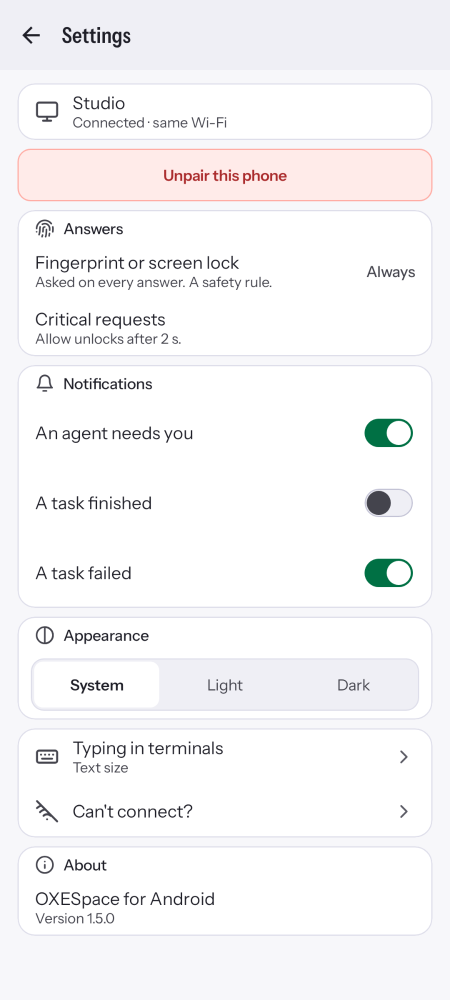 Settings
Studio
Connected · same Wi-Fi
Unpair this phone
Answers
Fingerprint or screen lock
Asked on every answer. A safety rule.
Always
Critical requests
Allow unlocks after 2 s.
Notifications
An agent needs you
A task finished
A task failed
Appearance
System
Light
Dark
Typing in terminals
Text size
Can't connect?
About
OXESpace for Android
Version 1.5.0